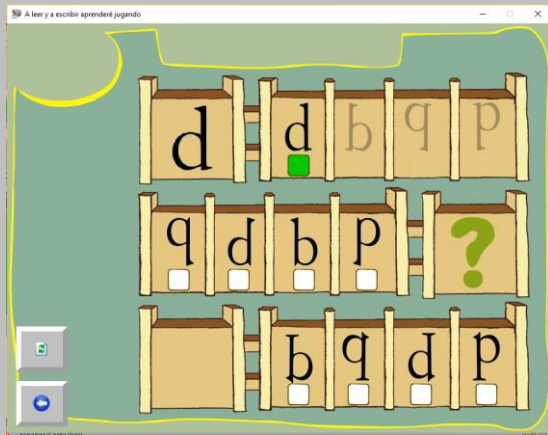 A leer y a escribir aprenderé jugando
d d b q p
q d b p ?
b q d p